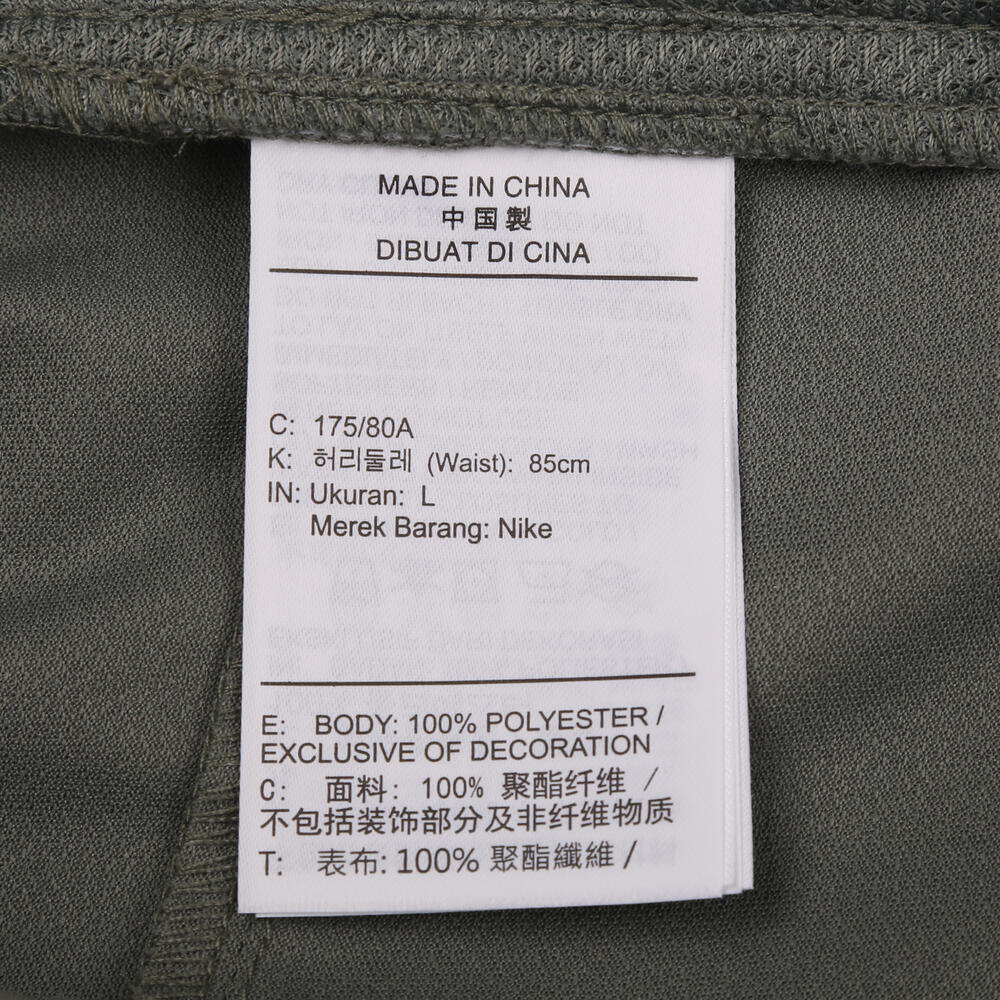 MADE IN CHINA
中国製
DIBUAT DI CINA
C: 175/80A
K: 허리둘레 (Waist): 85cm
IN: Ukuran: L
Merek Barang: Nike
E: BODY: 100% POLYESTER /
EXCLUSIVE OF DECORATION
C: 面料: 100% 聚酯纤维 /
不包括装饰部分及非纤维物质
T: 表布: 100% 聚酯纖維 /